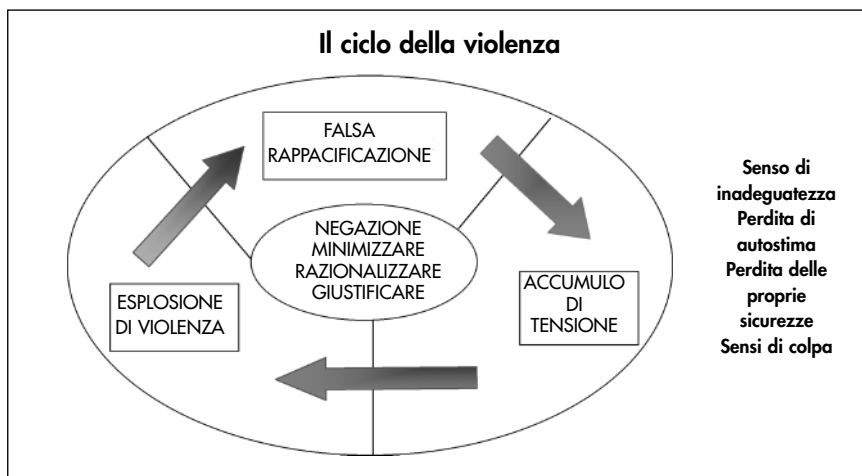 Il ciclo della violenza
FALSA
RAPPACIFICAZIONE
NEGAZIONE
MINIMIZZARE
RAZIONALIZZARE
GIUSTIFICARE
ESPLOSIONE
DI VIOLENZA
ACCUMULO
DI
TENSIONE
Senso di
inadeguatezza
Perdita di
autostima
Perdita delle
proprie
sicurezze
Sensi di colpa